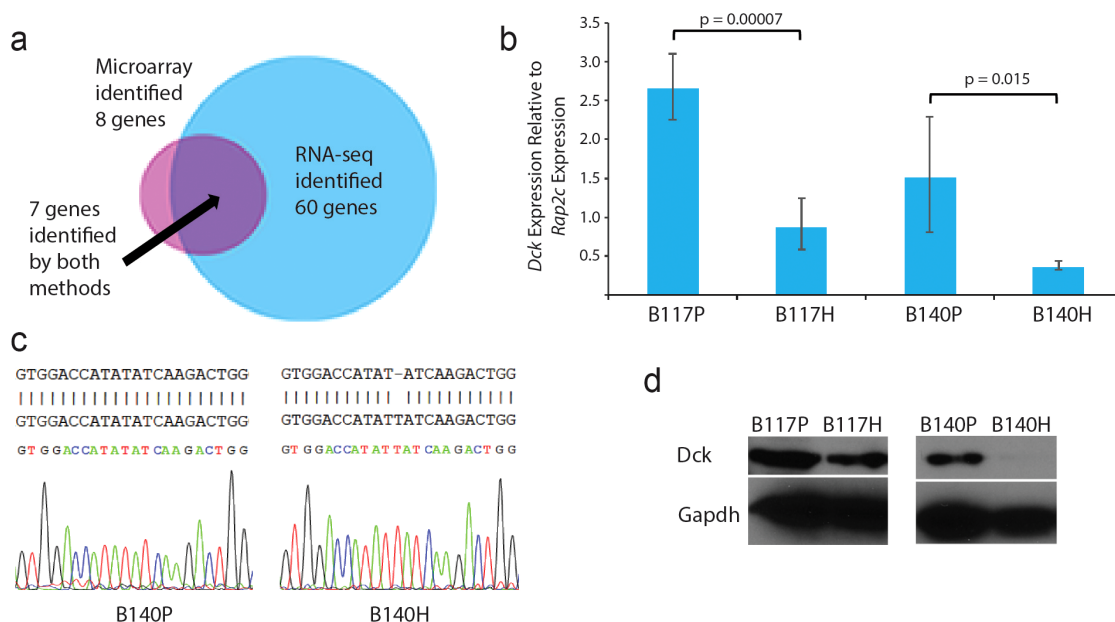 a
Microarray
identified
8 genes
RNA-seq
identified
60 genes
7 genes
identified
by both
methods
b
Dck Expression Relative to
Rap2c Expression
3.5
3.0
2.5
2.0
1.5
1.0
0.5
p = 0.00007
p = 0.015
B117P B117H B140P B140H
c
GTGGACCATATATCAAGACTGG
||||||||||||||||||||||
GTGGACCATATATCAAGACTGG
GTGGACCATATATCAAGACTGG
B140P
GTGGACCATAT-ATCAAGACTGG
||||||||||| |||||||||||
GTGGACCATATTATCAAGACTGG
GTGGACCATATTATCAAGACTGG
B140H
d
B117P B117H B140P B140H
Dck
Gapdh